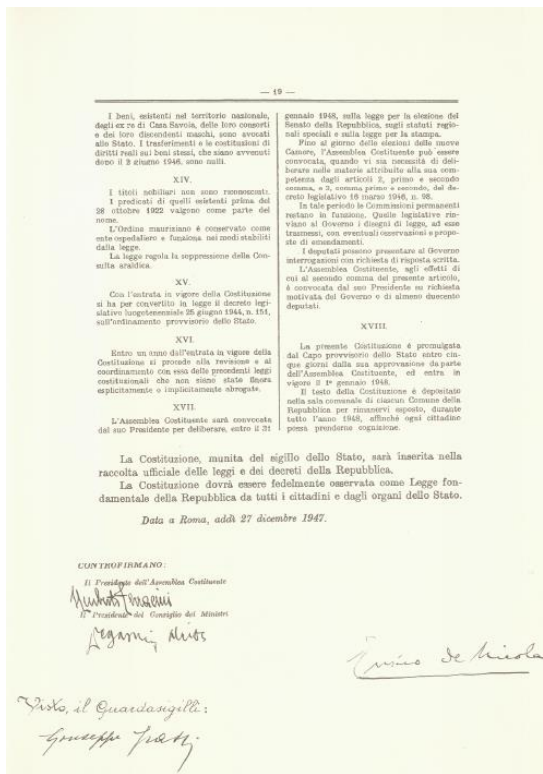 — 19 —
I beni, esistenti nel territorio nazionale,
degli ex re di Casa Savoia, delle loro consorti
e dei loro discendenti maschi, sono avocati
allo Stato. I trasferimenti e le costituzioni di
diritti reali sui beni stessi, che siano avvenuti
dopo il 2 giugno 1946, sono nulli.
XIV.
I titoli nobiliari non sono riconosciuti.
I predicati di quelli esistenti prima del
28 ottobre 1922 valgono come parte del
nome.
L'Ordine mauriziano è conservato come
ente ospedaliero e funziona nei modi stabiliti
dalla legge.
La legge regola la soppressione della Con-
sulta araldica.
XV.
Con l'entrata in vigore della Costituzione
si ha per convertito in legge il decreto legi-
slativo luogotenenziale 25 giugno 1944, n. 151,
sull'ordinamento provvisorio dello Stato.
XVI.
Entro un anno dall'entrata in vigore della
Costituzione si procede alla revisione e al
coordinamento con essa delle precedenti leggi
costituzionali che non siano state finora
esplicitamente o implicitamente abrogate.
XVII.
L'Assemblea Costituente sarà convocata
dal suo Presidente per deliberare, entro il 31
gennaio 1948, sulla legge per la elezione del
Senato della Repubblica, sugli statuti regio-
nali speciali e sulla legge per la stampa.
Fino al giorno delle elezioni delle nuove
Camere, l'Assemblea Costituente può essere
convocata, quando vi sia necessità di deli-
berare nelle materie attribuite alla sua com-
petenza dagli articoli 2, primo e secondo
comma, e 3, comma primo e secondo, del de-
creto legislativo 16 marzo 1946, n. 98.
In tale periodo le Commissioni permanenti
restano in funzione. Quelle legislative rin-
viano al Governo i disegni di legge, ad esse
trasmessi, con eventuali osservazioni e propo-
ste di emendamenti.
I deputati possono presentare al Governo
interrogazioni con richiesta di risposta scritta.
L'Assemblea Costituente, agli effetti di
cui al secondo comma del presente articolo,
è convocata dal suo Presidente su richiesta
motivata del Governo o di almeno duecento
deputati.
XVIII.
La presente Costituzione è promulgata
dal Capo provvisorio dello Stato entro cin-
que giorni dalla sua approvazione da parte
dell'Assemblea Costituente, ed entra in
vigore il 1° gennaio 1948.
Il testo della Costituzione è depositato
nella sala comunale di ciascun Comune della
Repubblica per rimanervi esposto, durante
tutto l'anno 1948, affinchè ogni cittadino
possa prenderne cognizione.
La Costituzione, munita del sigillo dello Stato, sarà inserita nella
raccolta ufficiale delle leggi e dei decreti della Repubblica.
La Costituzione dovrà essere fedelmente osservata come Legge fon-
damentale della Repubblica da tutti i cittadini e dagli organi dello Stato.
Data a Roma, addì 27 dicembre 1947.
CONTROFIRMANO:
Il Presidente dell'Assemblea Costituente
Umberto Terracini
Il Presidente del Consiglio dei Ministri
Enrico De Nicola
Visto, il Guardasigilli:
Giuseppe Grassi